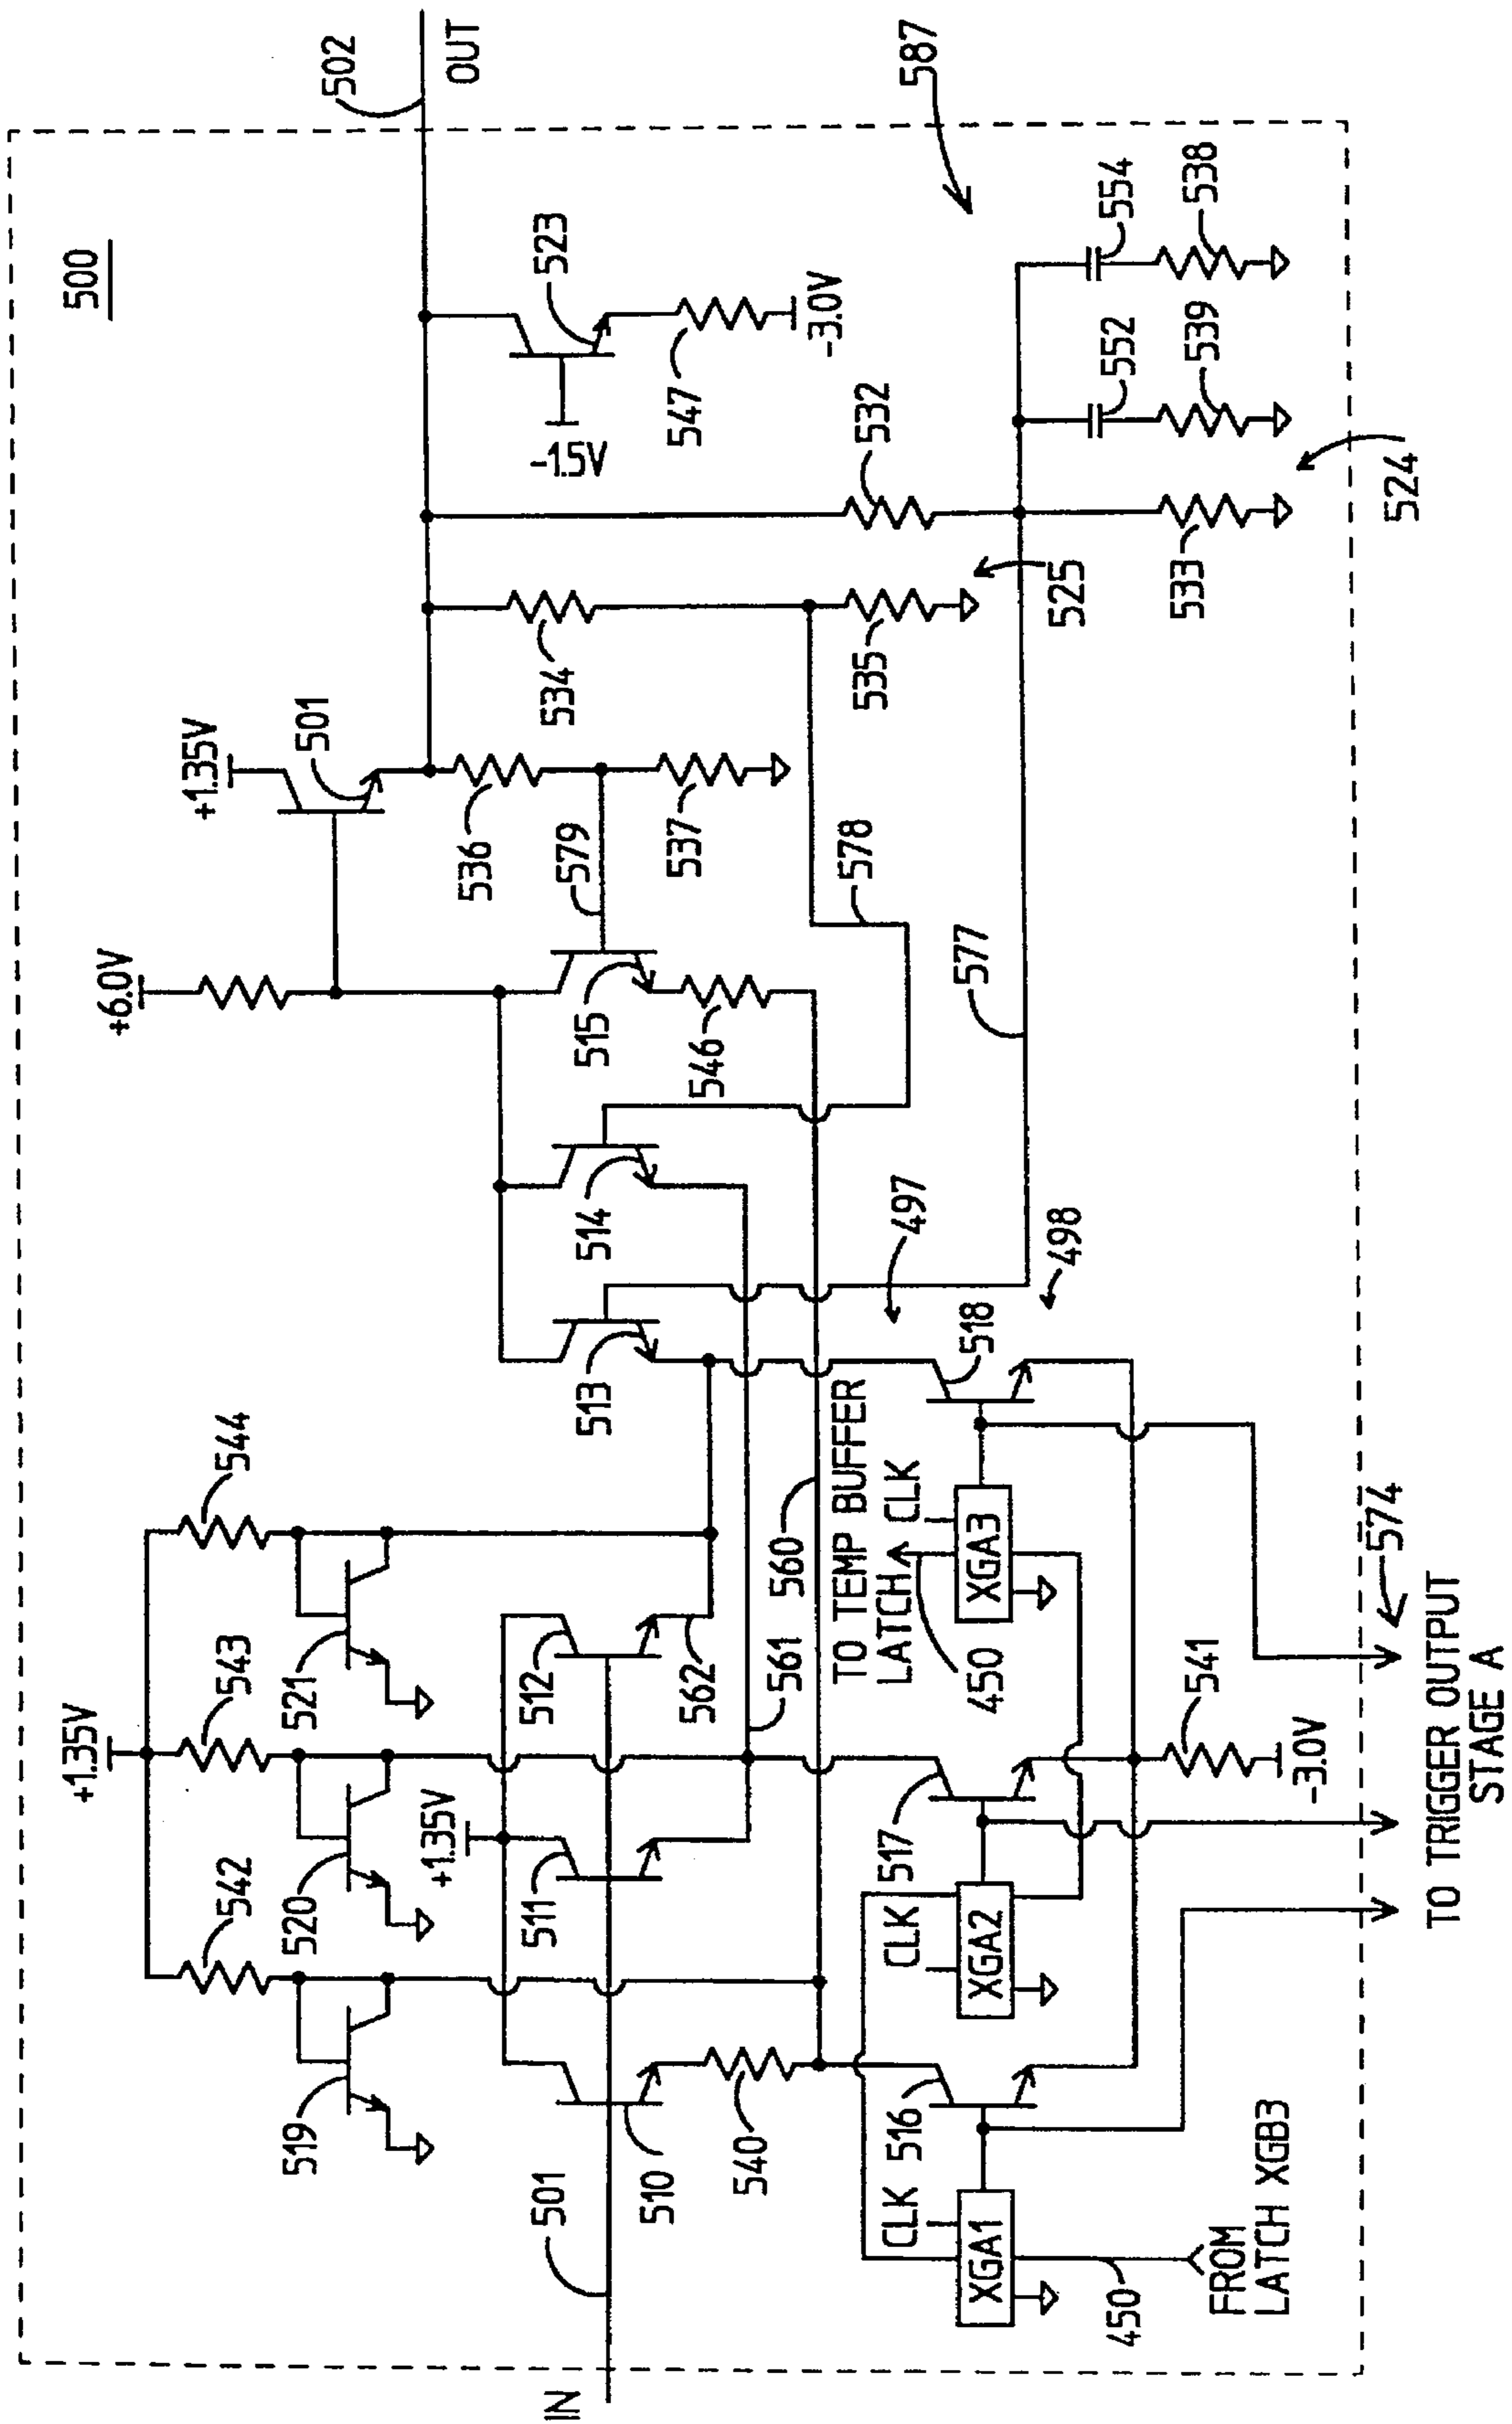 500
+1.35V
544
543
542
521
520
519
+6.0V
+1.35V
501
502
OUT
IN
501
510
540
511
+1.35V
512
562
561
560
513
514
515
546
579
536
537
534
535
578
577
525
532
533
524
523
-1.5V
547
-3.0V
552
539
554
538
587
497
498
518
517
516
TO TEMP BUFFER
LATCH
CLK
XGA3
450
CLK
XGA2
CLK
XGA1
450
FROM
LATCH XGB3
541
-3.0V
574
TO TRIGGER OUTPUT
STAGE A